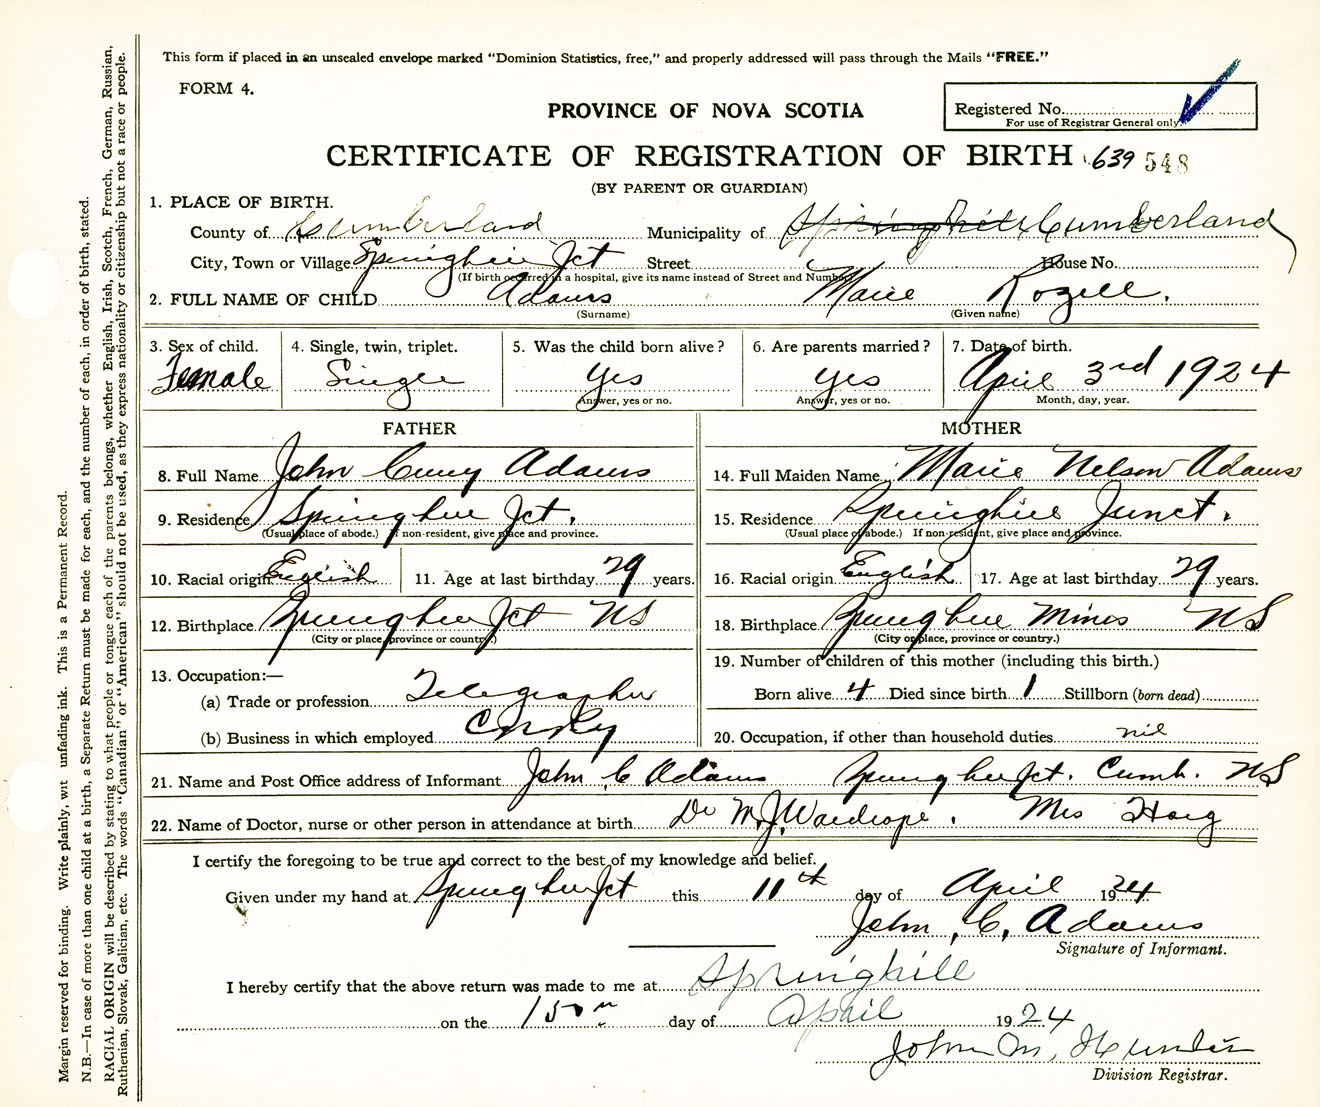 This form if placed in an unsealed envelope marked "Dominion Statistics, free," and properly addressed will pass through the Mails "FREE."
FORM 4.
PROVINCE OF NOVA SCOTIA
Registered No.
For use of Registrar General only.
CERTIFICATE OF REGISTRATION OF BIRTH 639 548
(BY PARENT OR GUARDIAN)
1. PLACE OF BIRTH.
County of Cumberland Municipality of Springhill Cumberland
City, Town or Village Springhill Jct Street House No.
(If birth occurred in a hospital, give its name instead of Street and Number)
2. FULL NAME OF CHILD Adams Marie Rozell.
(Surname) (Given name)
3. Sex of child. 4. Single, twin, triplet. 5. Was the child born alive? 6. Are parents married? 7. Date of birth.
Female Single yes yes April 3rd 1924
Answer, yes or no. Answer, yes or no. Month, day, year.
FATHER MOTHER
8. Full Name John Adams 14. Full Maiden Name Marie Nelson Adams
9. Residence Springhill Jct. 15. Residence Springhill Junct.
(Usual place of abode.) If non-resident, give place and province. (Usual place of abode.) If non-resident, give place and province.
10. Racial origin English 11. Age at last birthday 29 years. 16. Racial origin English 17. Age at last birthday 29 years.
12. Birthplace Springhill Jct NS 18. Birthplace Springhill Mines NS
(City or place, province or country.) (City or place, province or country.)
13. Occupation:— 19. Number of children of this mother (including this birth.)
(a) Trade or profession Telegrapher Born alive 4 Died since birth 1 Stillborn (born dead)
(b) Business in which employed C N Ry 20. Occupation, if other than household duties nil
21. Name and Post Office address of Informant John C Adams Springhill Jct. Cumb. NS
22. Name of Doctor, nurse or other person in attendance at birth Dr M. J. Wardrope. Mrs Hoag
I certify the foregoing to be true and correct to the best of my knowledge and belief.
Given under my hand at Springhill Jct this 11th day of April 1924
John, C, Adams
Signature of Informant.
I hereby certify that the above return was made to me at Springhill
on the 15 day of April 1924
John M. Hunter
Division Registrar.
Margin reserved for binding. Write plainly, wit unfading ink. This is a Permanent Record.
N.B.—In case of more than one child at a birth, a Separate Return must be made for each, and the number of each, in order of birth, stated.
RACIAL ORIGIN will be described by stating to what people or tongue each of the parents belongs, whether English, Irish, Scotch, French, German, Russian,
Ruthenian, Slovak, Galician, etc. The words "Canadian" or "American" should not be used, as they express nationality or citizenship but not a race or people.